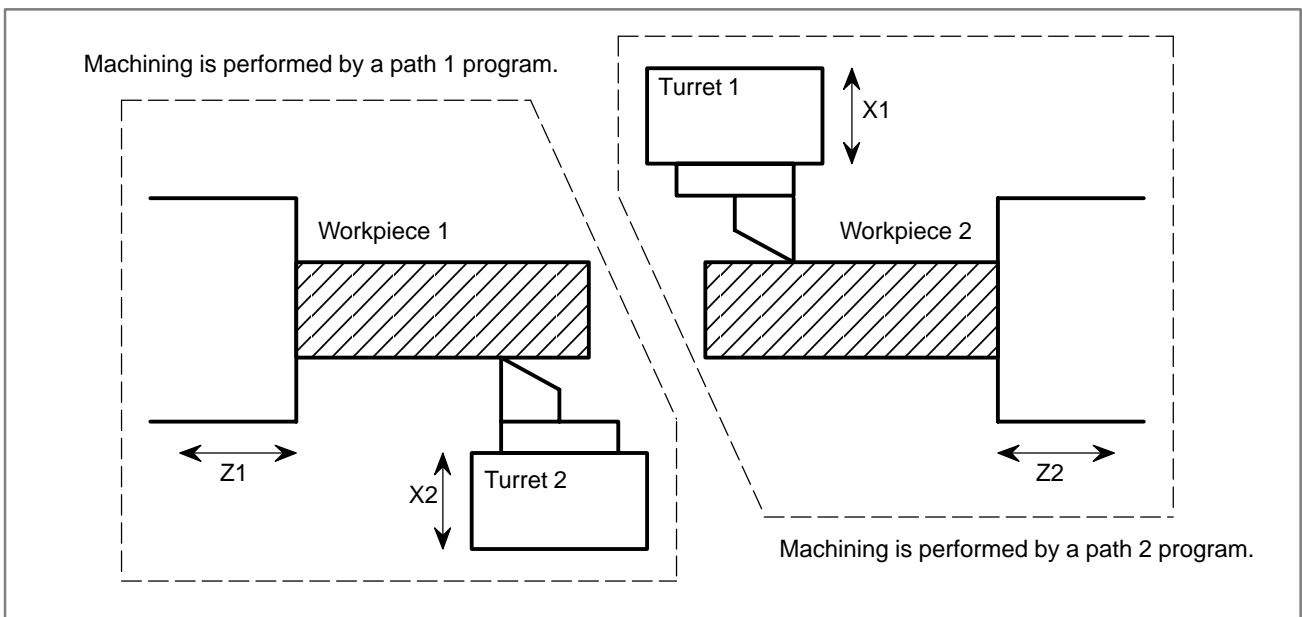 Machining is performed by a path 1 program.
Turret 1
X1
Workpiece 1
Workpiece 2
Z1
X2
Turret 2
Z2
Machining is performed by a path 2 program.